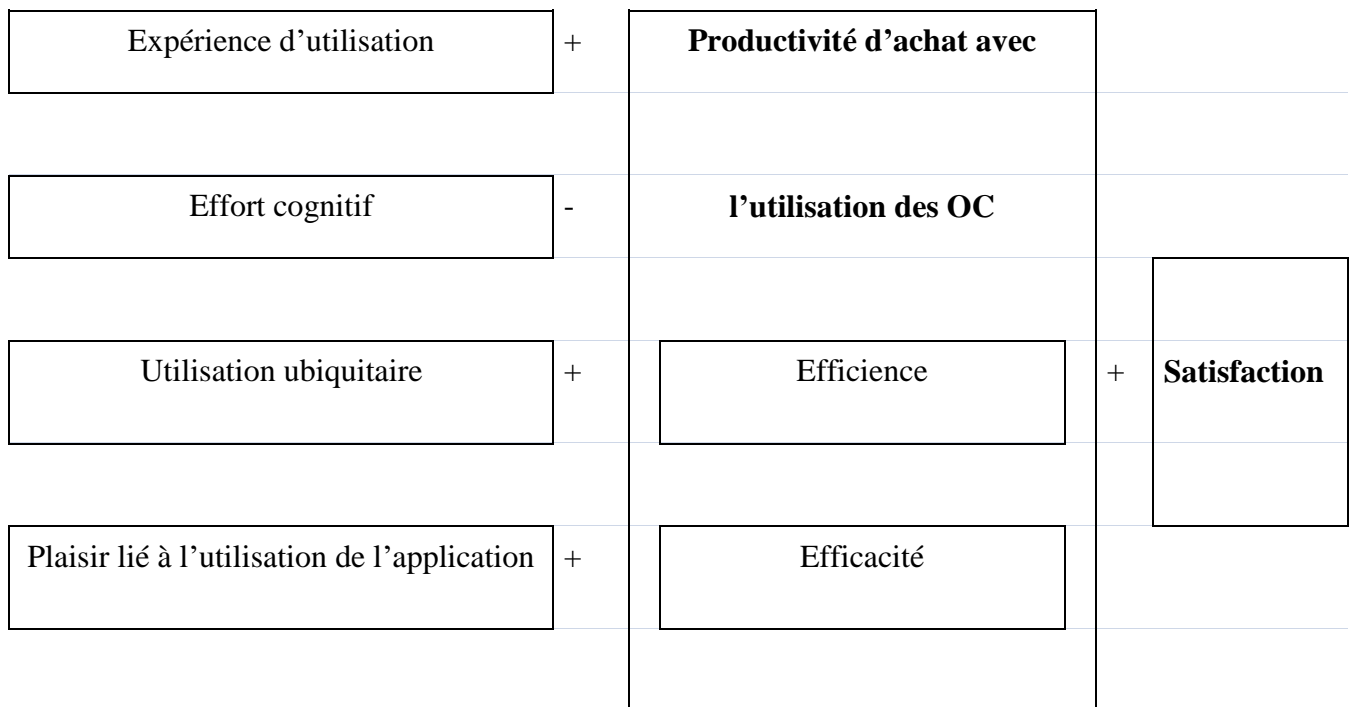 Expérience d’utilisation + Productivité d’achat avec
Effort cognitif - l’utilisation des OC
Utilisation ubiquitaire + Efficience + Satisfaction
Plaisir lié à l’utilisation de l’application + Efficacité